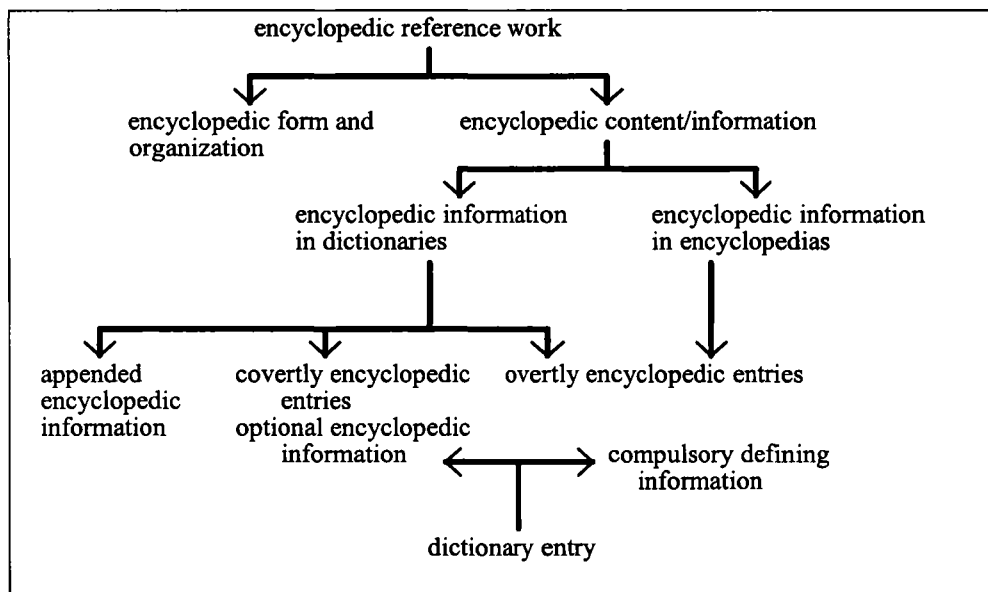 encyclopedic reference work
encyclopedic form and
organization
encyclopedic content/information
encyclopedic information
in dictionaries
encyclopedic information
in encyclopedias
appended
encyclopedic
information
covertly encyclopedic
entries
optional encyclopedic
information
overtly encyclopedic entries
compulsory defining
information
dictionary entry